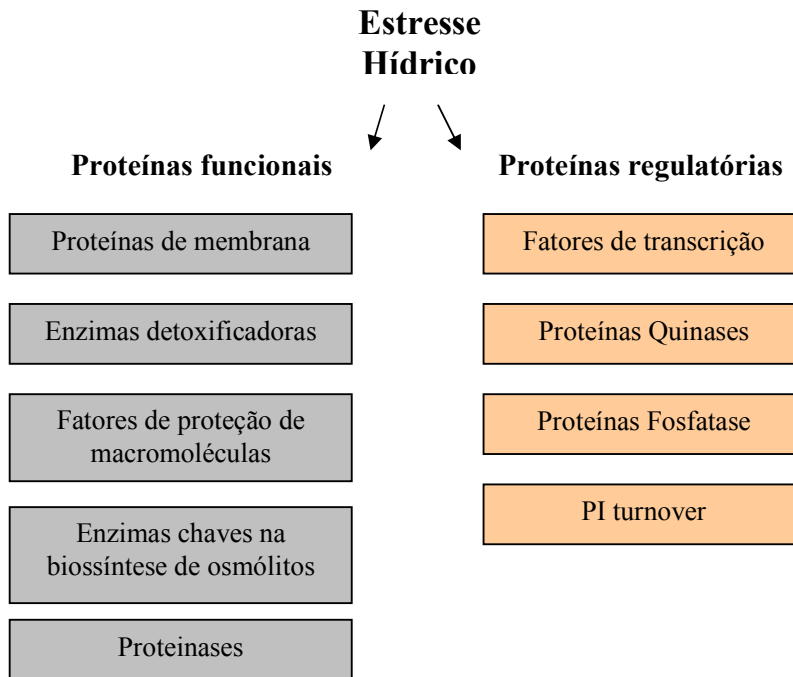 Estresse
Hídrico
Proteínas funcionais
Proteínas de membrana
Enzimas detoxificadoras
Fatores de proteção de
macromoléculas
Enzimas chaves na
biossíntese de osmólitos
Proteinases
Proteínas regulatórias
Fatores de transcrição
Proteínas Quinases
Proteínas Fosfatase
PI turnover